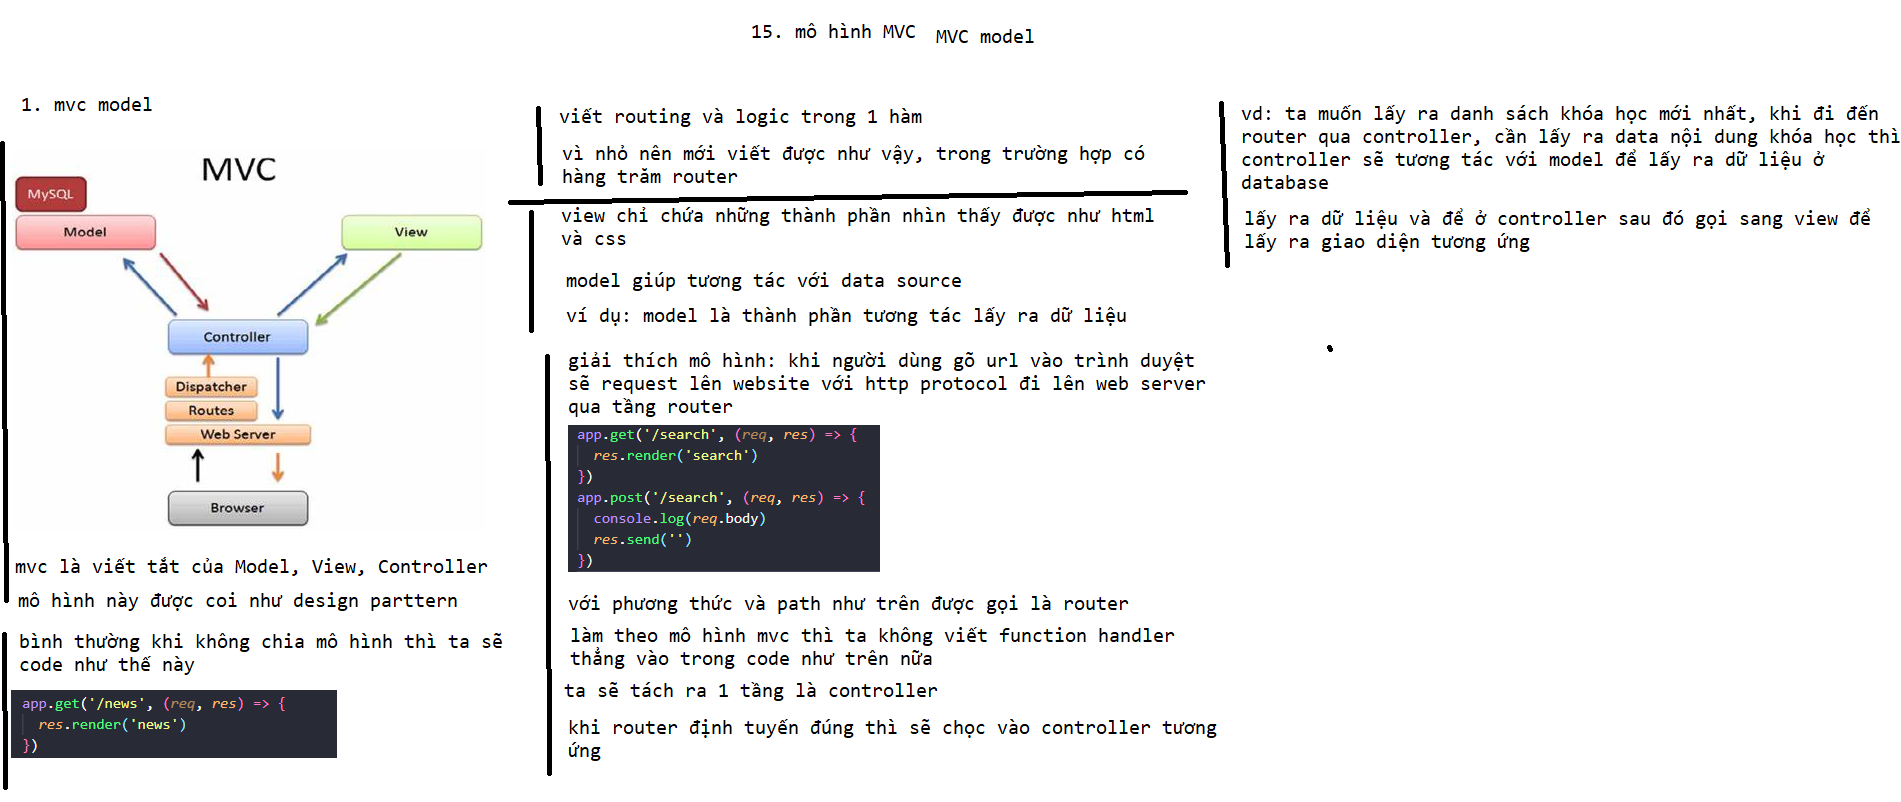 15. mô hình MVC
MVC model
1. mvc model
MVC
MySQL
Model
View
Controller
Dispatcher
Routes
Web Server
Browser
mvc là viết tắt của Model, View, Controller
mô hình này được coi như design parttern
bình thường khi không chia mô hình thì ta sẽ
code như thế này
app.get('/news', (req, res) => {
res.render('news')
})
viết routing và logic trong 1 hàm
vì nhỏ nên mới viết được như vậy, trong trường hợp có
hàng trăm router
view chỉ chứa những thành phần nhìn thấy được như html
và css
model giúp tương tác với data source
ví dụ: model là thành phần tương tác lấy ra dữ liệu
giải thích mô hình: khi người dùng gõ url vào trình duyệt
sẽ request lên website với http protocol đi lên web server
qua tầng router
app.get('/search', (req, res) => {
res.render('search')
})
app.post('/search', (req, res) => {
console.log(req.body)
res.send('')
})
với phương thức và path như trên được gọi là router
làm theo mô hình mvc thì ta không viết function handler
thẳng vào trong code như trên nữa
ta sẽ tách ra 1 tầng là controller
khi router định tuyến đúng thì sẽ chọc vào controller tương
ứng
vd: ta muốn lấy ra danh sách khóa học mới nhất, khi đi đến
router qua controller, cần lấy ra data nội dung khóa học thì
controller sẽ tương tác với model để lấy ra dữ liệu ở
database
lấy ra dữ liệu và để ở controller sau đó gọi sang view để
lấy ra giao diện tương ứng